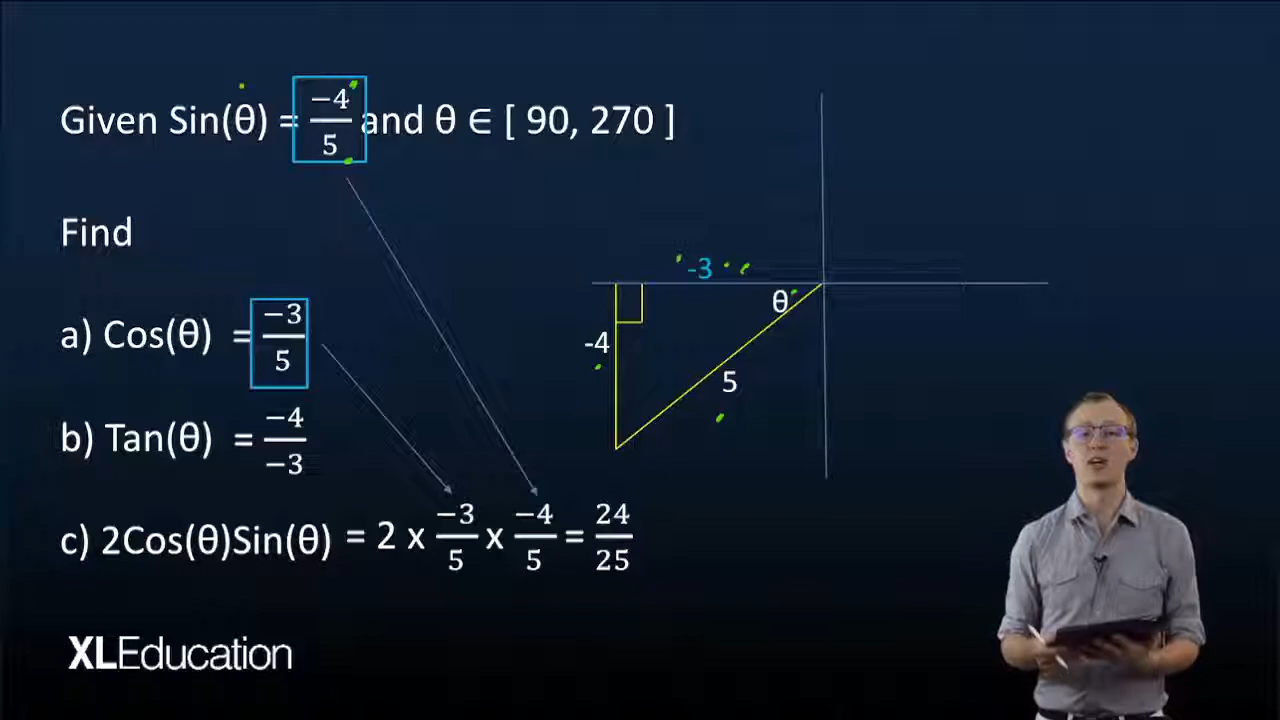 Given Sin(θ) = −4/5 and θ ∈ [ 90, 270 ]
Find
a) Cos(θ) = −3/5
b) Tan(θ) = −4/−3
c) 2Cos(θ)Sin(θ) = 2 x −3/5 x −4/5 = 24/25
-3
θ
-4
5
XLEducation